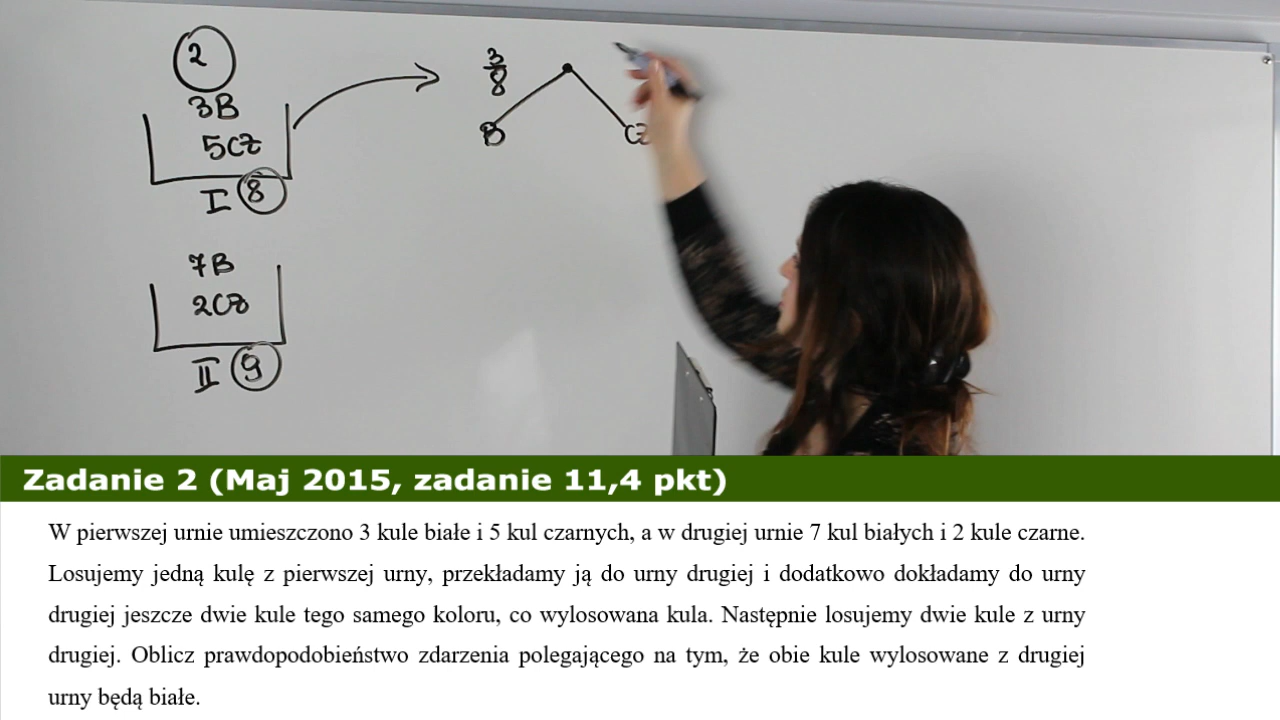 2
3B
5cz
I 8
7B
2cz
II 9
3
8
B
cz
Zadanie 2 (Maj 2015, zadanie 11,4 pkt)
W pierwszej urnie umieszczono 3 kule białe i 5 kul czarnych, a w drugiej urnie 7 kul białych i 2 kule czarne.
Losujemy jedną kulę z pierwszej urny, przekładamy ją do urny drugiej i dodatkowo dokładamy do urny
drugiej jeszcze dwie kule tego samego koloru, co wylosowana kula. Następnie losujemy dwie kule z urny
drugiej. Oblicz prawdopodobieństwo zdarzenia polegającego na tym, że obie kule wylosowane z drugiej
urny będą białe.